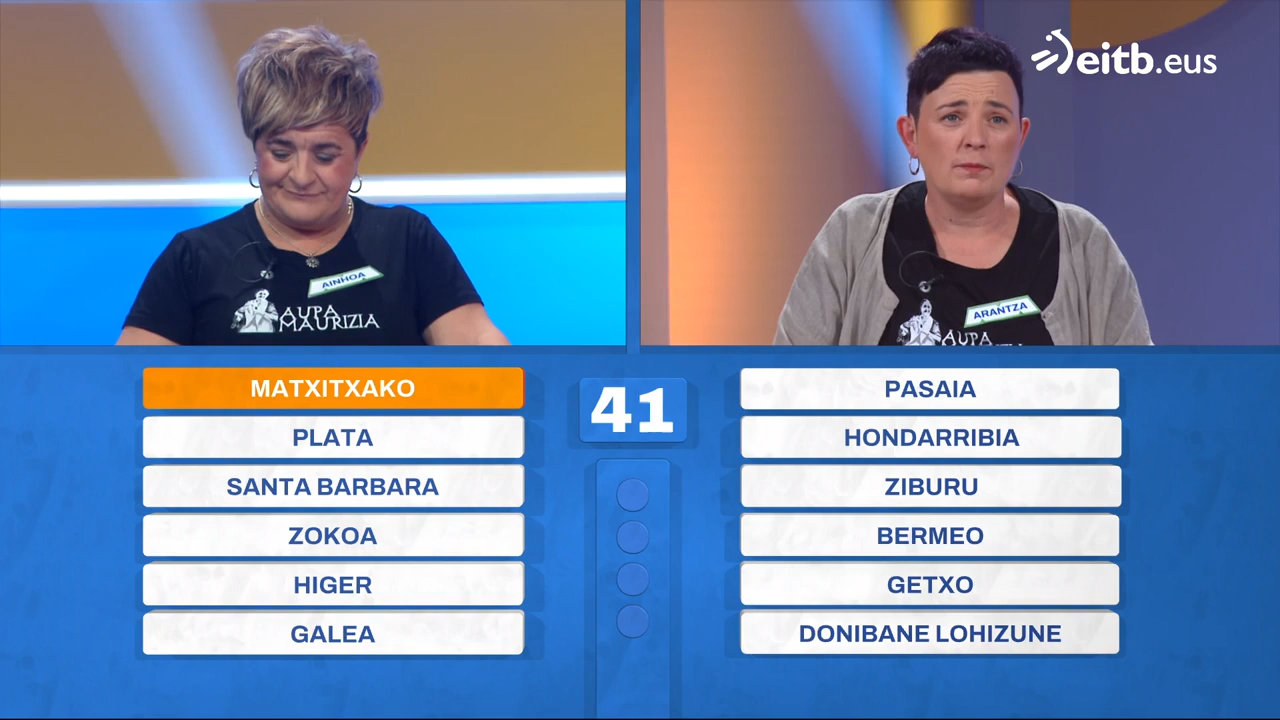 eitb.eus
AINHOA
AUPA
MAURIZIA
ARANTZA
AUPA
MATXITXAKO
PLATA
SANTA BARBARA
ZOKOA
HIGER
GALEA
41
PASAIA
HONDARRIBIA
ZIBURU
BERMEO
GETXO
DONIBANE LOHIZUNE